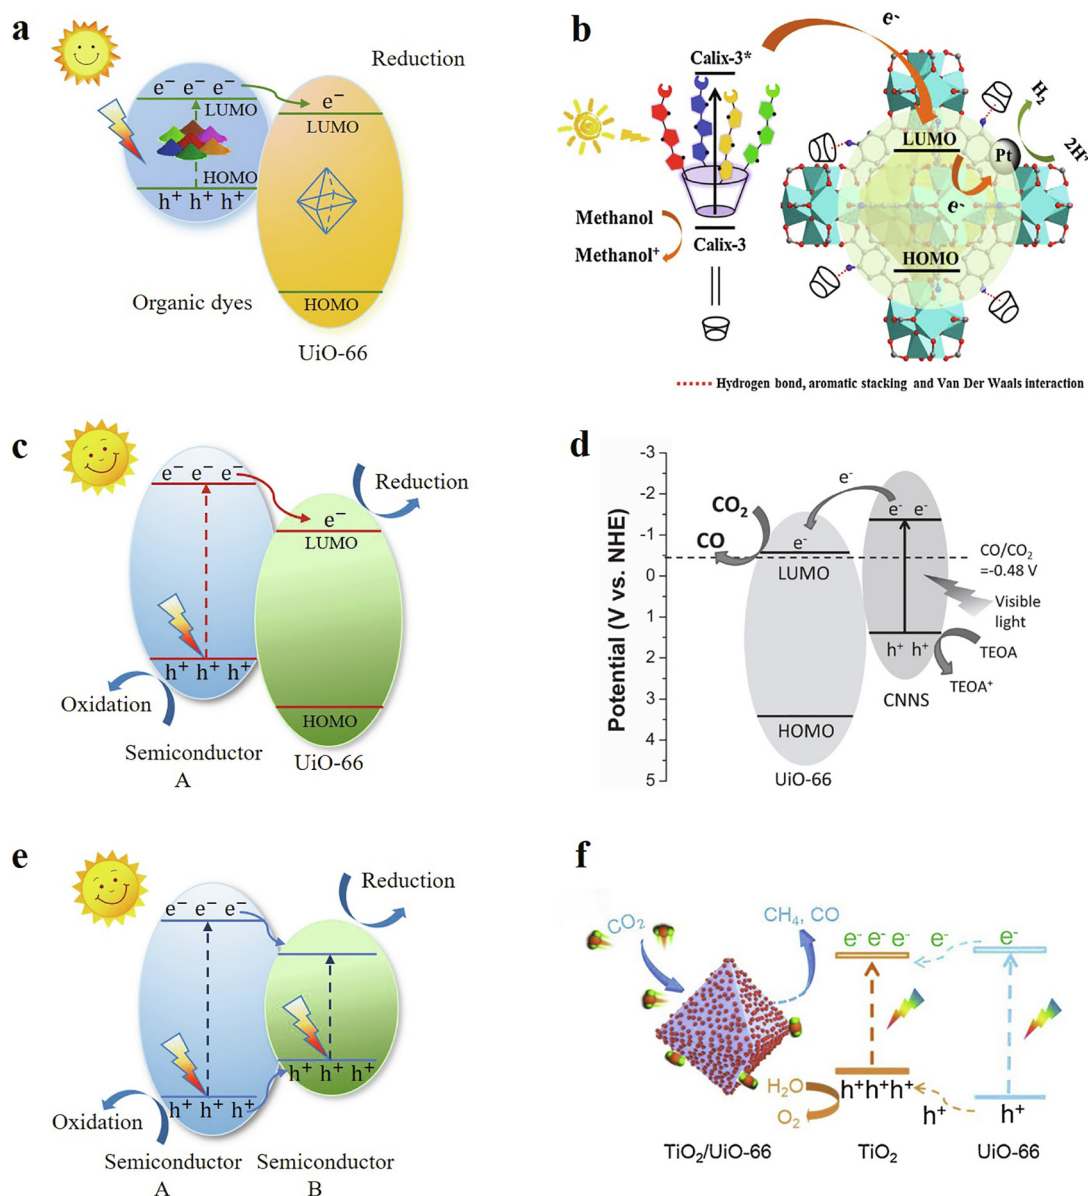 a
Reduction
e⁻ e⁻ e⁻
LUMO
e⁻
LUMO
HOMO
h⁺ h⁺ h⁺
HOMO
Organic dyes
UiO-66
b
e⁻
Calix-3*
H₂
LUMO
Pt
2H⁺
e⁻
Methanol
Calix-3
Methanol⁺
HOMO
Hydrogen bond, aromatic stacking and Van Der Waals interaction
c
e⁻ e⁻ e⁻
Reduction
e⁻
LUMO
h⁺ h⁺ h⁺
Oxidation
HOMO
Semiconductor
A
UiO-66
d
Potential (V vs. NHE)
-3
-2
-1
0
1
2
3
4
5
e⁻
e⁻ e⁻
CO₂
e⁻
CO
LUMO
CO/CO₂
=-0.48 V
Visible
light
h⁺ h⁺
TEOA
TEOA⁺
CNNS
HOMO
UiO-66
e
Reduction
e⁻ e⁻ e⁻
h⁺ h⁺ h⁺
h⁺ h⁺ h⁺
Oxidation
Semiconductor
A
Semiconductor
B
f
CO₂
CH₄, CO
e⁻ e⁻ e⁻
e⁻
e⁻
H₂O
O₂
h⁺h⁺h⁺
h⁺
h⁺
TiO₂/UiO-66
TiO₂
UiO-66